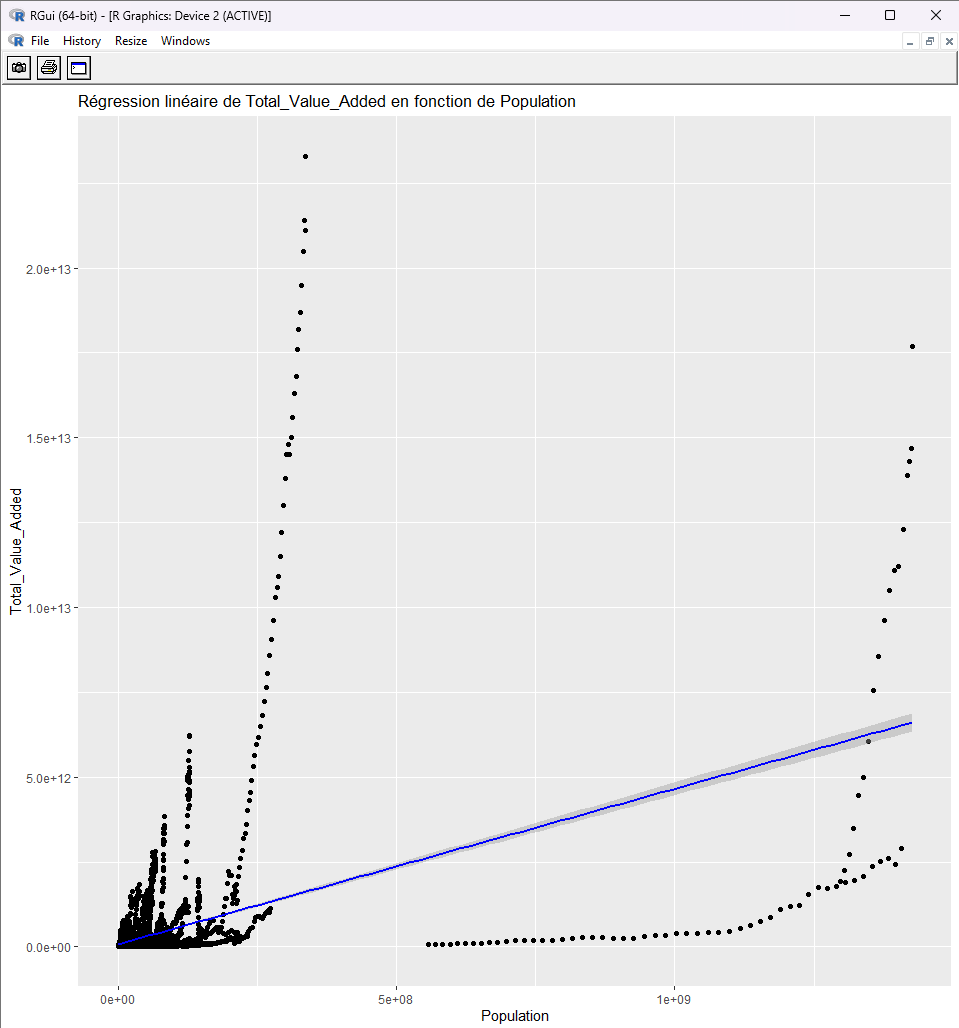 RGui (64-bit) - [R Graphics: Device 2 (ACTIVE)]
File History Resize Windows
Régression linéaire de Total_Value_Added en fonction de Population
2.0e+13
1.5e+13
1.0e+13
5.0e+12
0.0e+00
Total_Value_Added
0e+00 5e+08 1e+09
Population